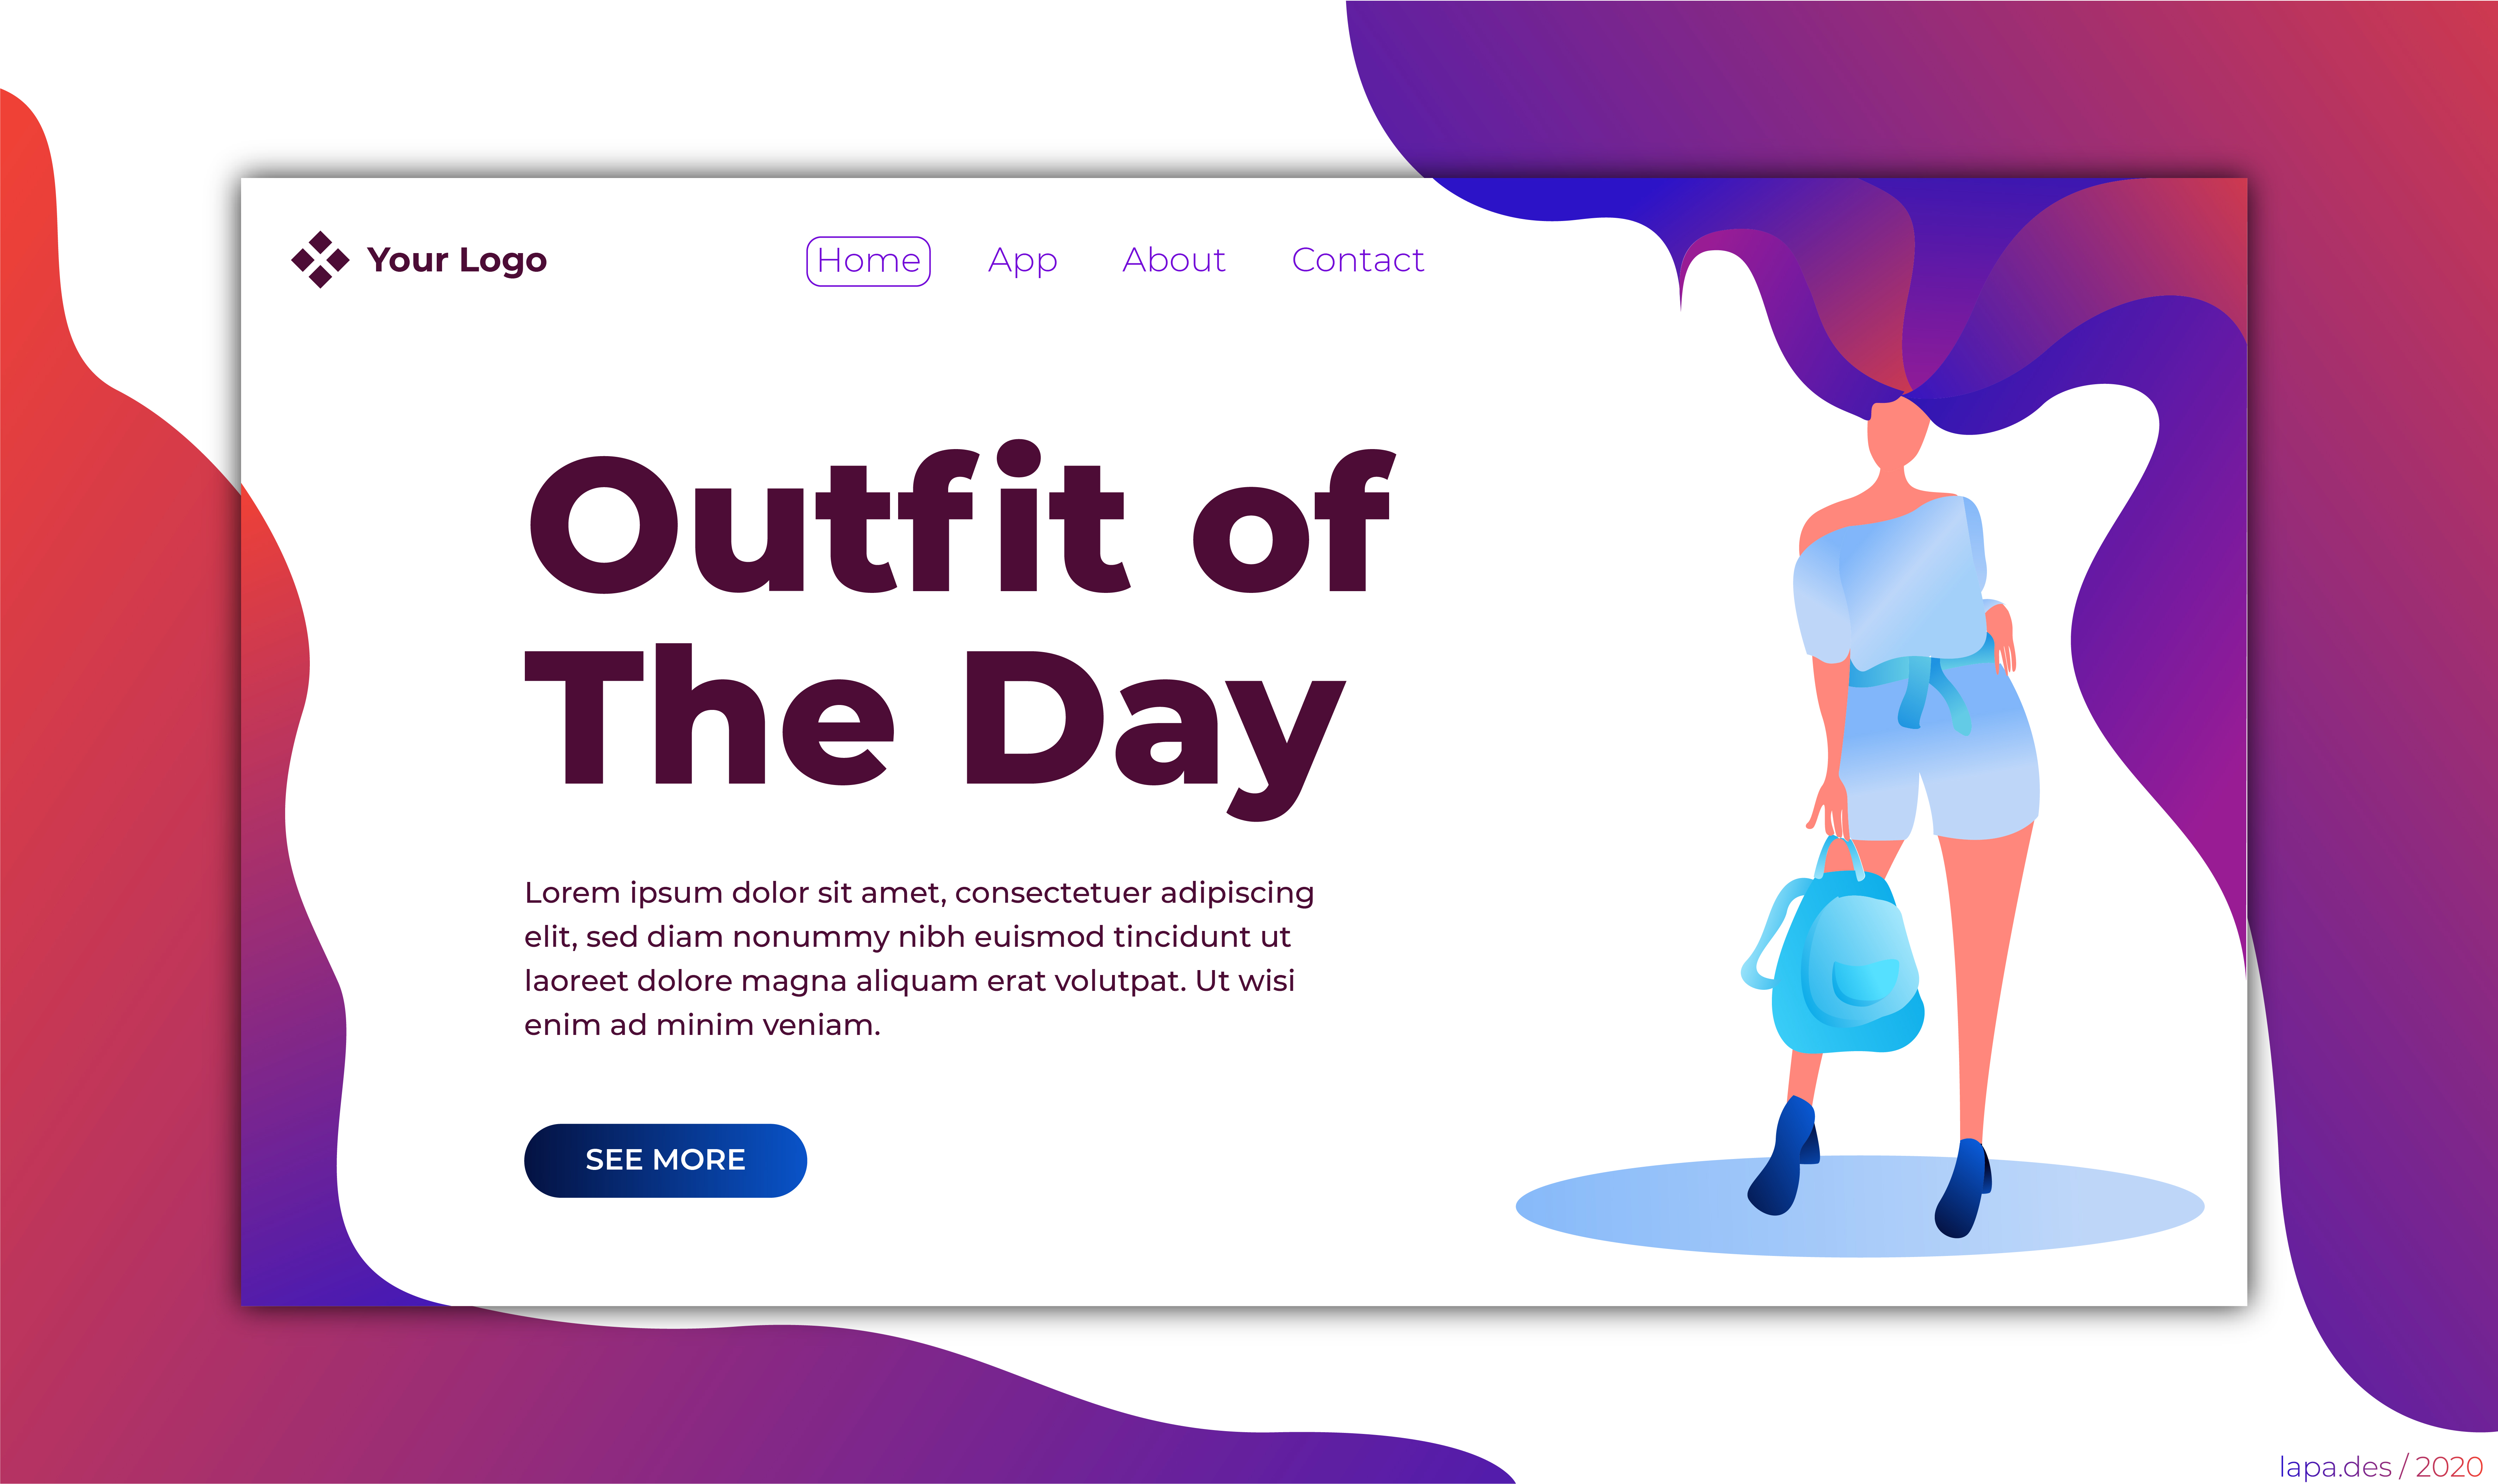 Your Logo
Home App About Contact
Outfit of
The Day
Lorem ipsum dolor sit amet, consectetuer adipiscing
elit, sed diam nonummy nibh euismod tincidunt ut
laoreet dolore magna aliquam erat volutpat. Ut wisi
enim ad minim veniam.
SEE MORE
lapa.des / 2020